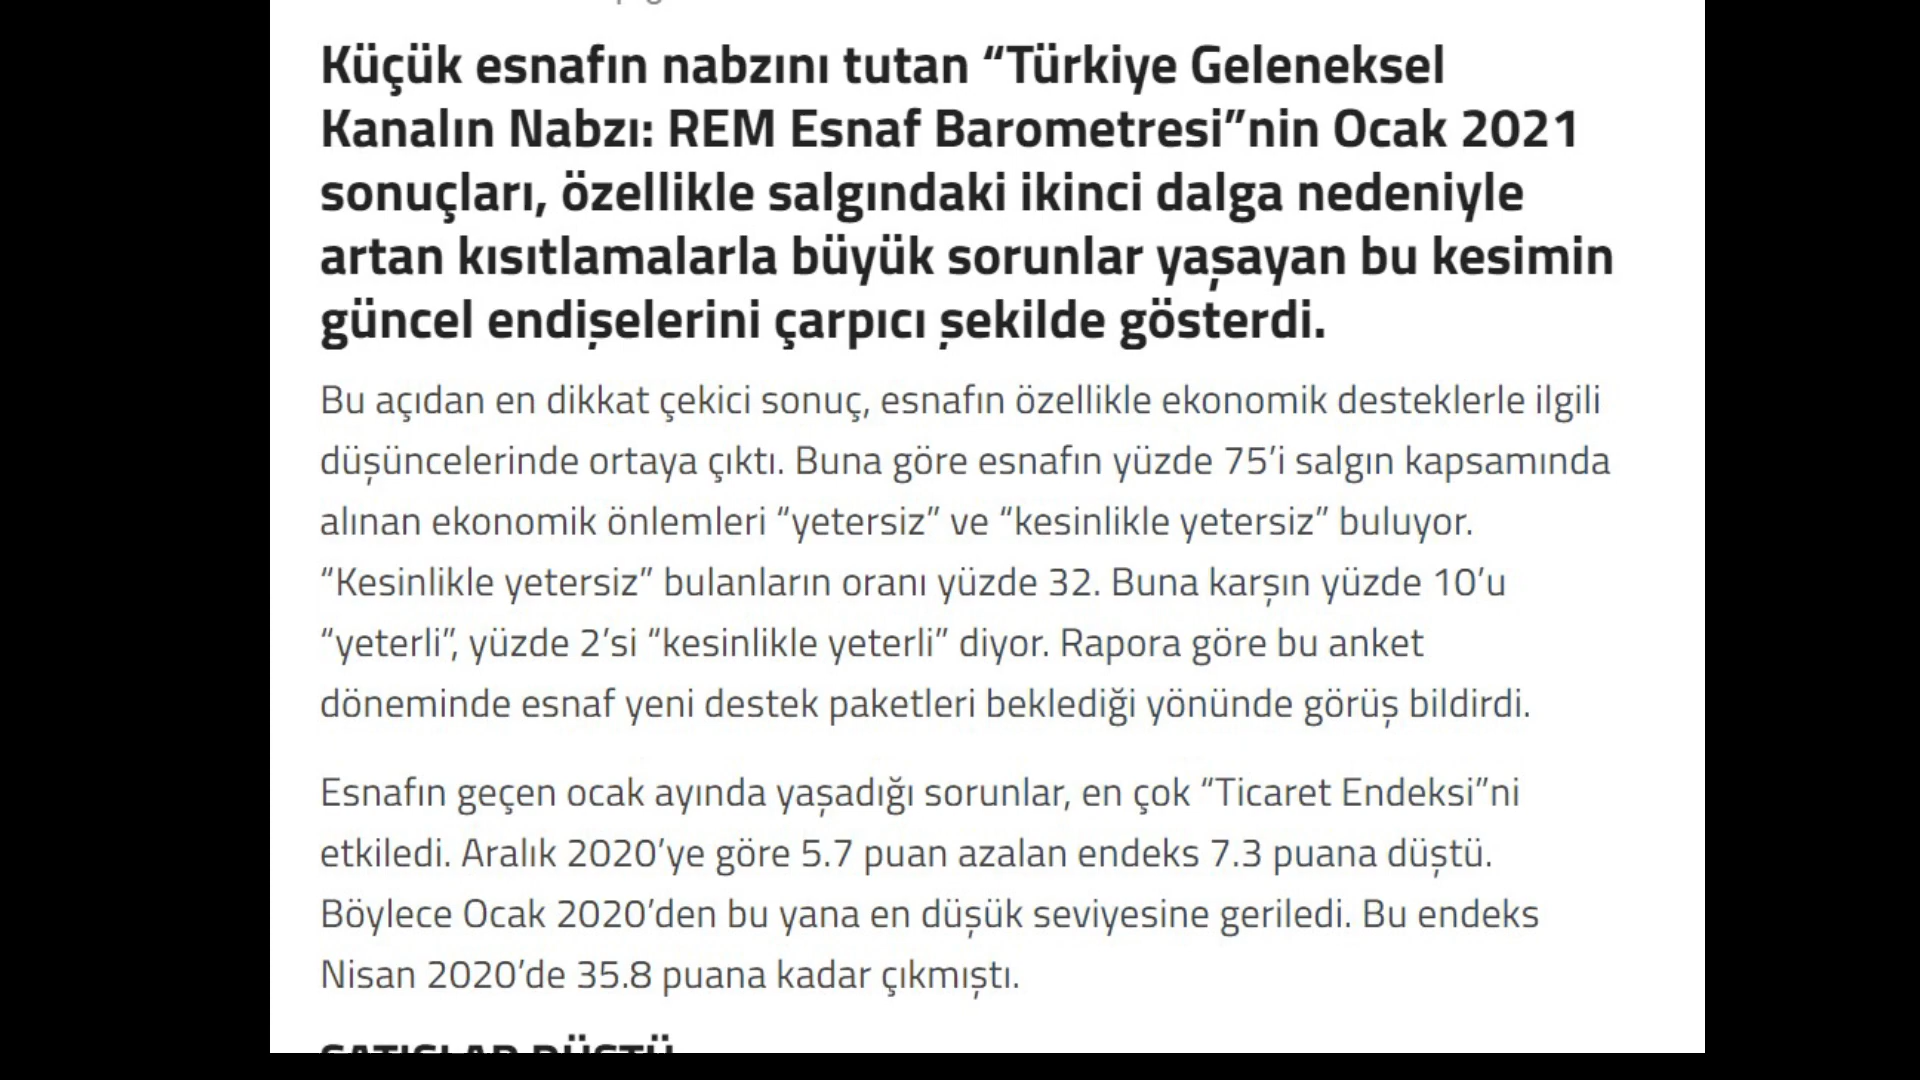 Küçük esnafın nabzını tutan “Türkiye Geleneksel
Kanalın Nabzı: REM Esnaf Barometresi”nin Ocak 2021
sonuçları, özellikle salgındaki ikinci dalga nedeniyle
artan kısıtlamalarla büyük sorunlar yaşayan bu kesimin
güncel endişelerini çarpıcı şekilde gösterdi.
Bu açıdan en dikkat çekici sonuç, esnafın özellikle ekonomik desteklerle ilgili
düşüncelerinde ortaya çıktı. Buna göre esnafın yüzde 75’i salgın kapsamında
alınan ekonomik önlemleri “yetersiz” ve “kesinlikle yetersiz” buluyor.
“Kesinlikle yetersiz” bulanların oranı yüzde 32. Buna karşın yüzde 10’u
“yeterli”, yüzde 2’si “kesinlikle yeterli” diyor. Rapora göre bu anket
döneminde esnaf yeni destek paketleri beklediği yönünde görüş bildirdi.
Esnafın geçen ocak ayında yaşadığı sorunlar, en çok “Ticaret Endeksi”ni
etkiledi. Aralık 2020’ye göre 5.7 puan azalan endeks 7.3 puana düştü.
Böylece Ocak 2020’den bu yana en düşük seviyesine geriledi. Bu endeks
Nisan 2020’de 35.8 puana kadar çıkmıştı.
SATIŞLAR DÜŞTÜ